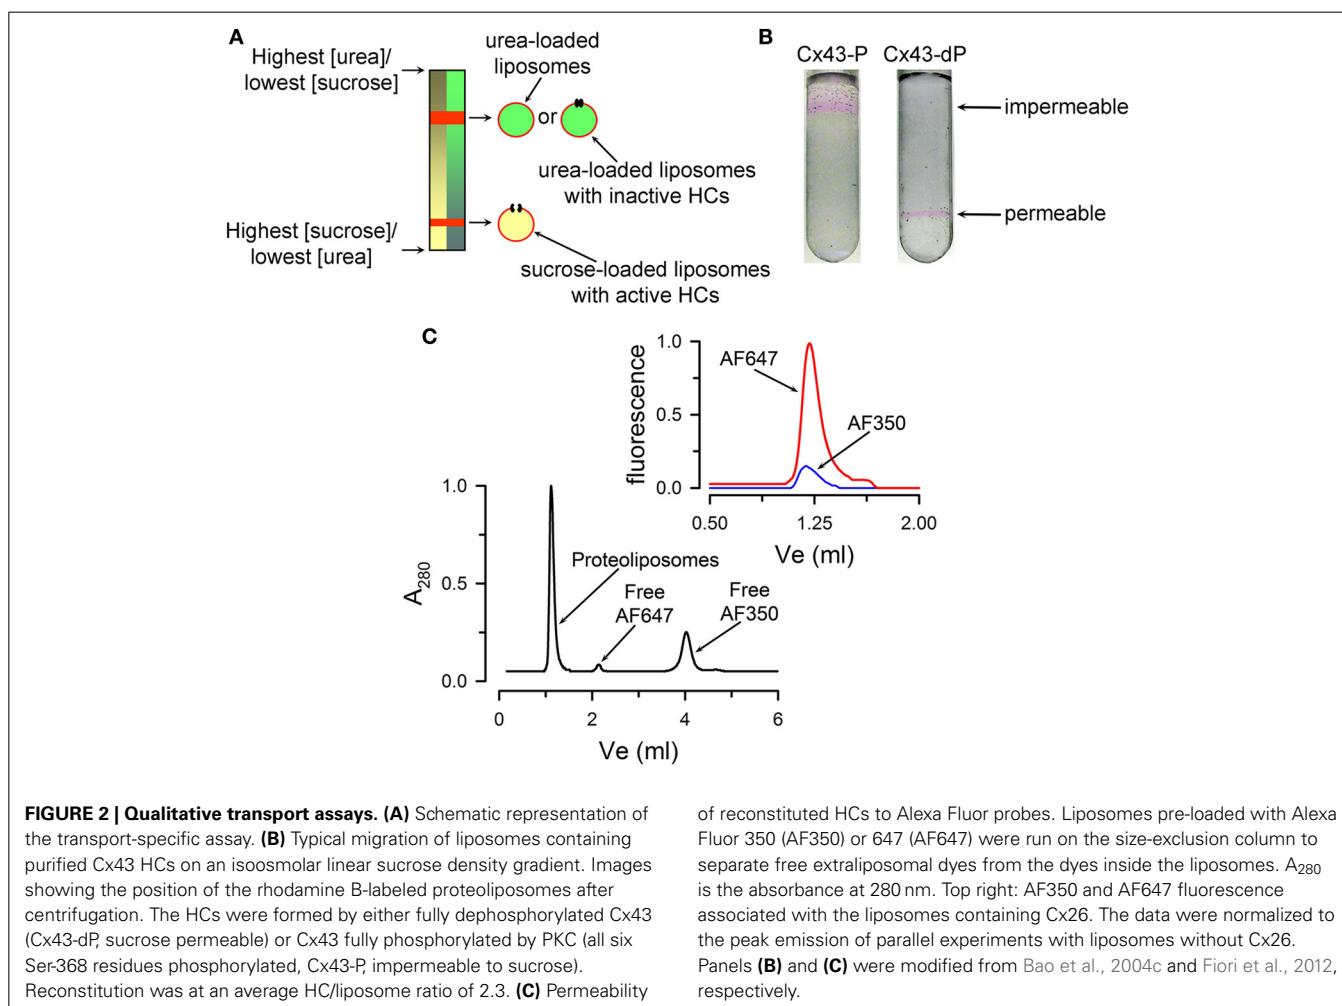 A
Highest [urea]/
lowest [sucrose]
urea-loaded
liposomes
or
urea-loaded liposomes
with inactive HCs
Highest [sucrose]/
lowest [urea]
sucrose-loaded liposomes
with active HCs
B
Cx43-P
Cx43-dP
impermeable
permeable
C
fluorescence
1.0
0.5
0.0
AF647
AF350
0.50
1.25
2.00
Ve (ml)
A280
1.0
0.5
0.0
Proteoliposomes
Free
AF647
Free
AF350
0
2
4
6
Ve (ml)
FIGURE 2 | Qualitative transport assays. (A) Schematic representation of
the transport-specific assay. (B) Typical migration of liposomes containing
purified Cx43 HCs on an isoosmolar linear sucrose density gradient. Images
showing the position of the rhodamine B-labeled proteoliposomes after
centrifugation. The HCs were formed by either fully dephosphorylated Cx43
(Cx43-dP, sucrose permeable) or Cx43 fully phosphorylated by PKC (all six
Ser-368 residues phosphorylated, Cx43-P, impermeable to sucrose).
Reconstitution was at an average HC/liposome ratio of 2.3. (C) Permeability
of reconstituted HCs to Alexa Fluor probes. Liposomes pre-loaded with Alexa
Fluor 350 (AF350) or 647 (AF647) were run on the size-exclusion column to
separate free extraliposomal dyes from the dyes inside the liposomes. A280
is the absorbance at 280 nm. Top right: AF350 and AF647 fluorescence
associated with the liposomes containing Cx26. The data were normalized to
the peak emission of parallel experiments with liposomes without Cx26.
Panels (B) and (C) were modified from Bao et al., 2004c and Fiori et al., 2012,
respectively.